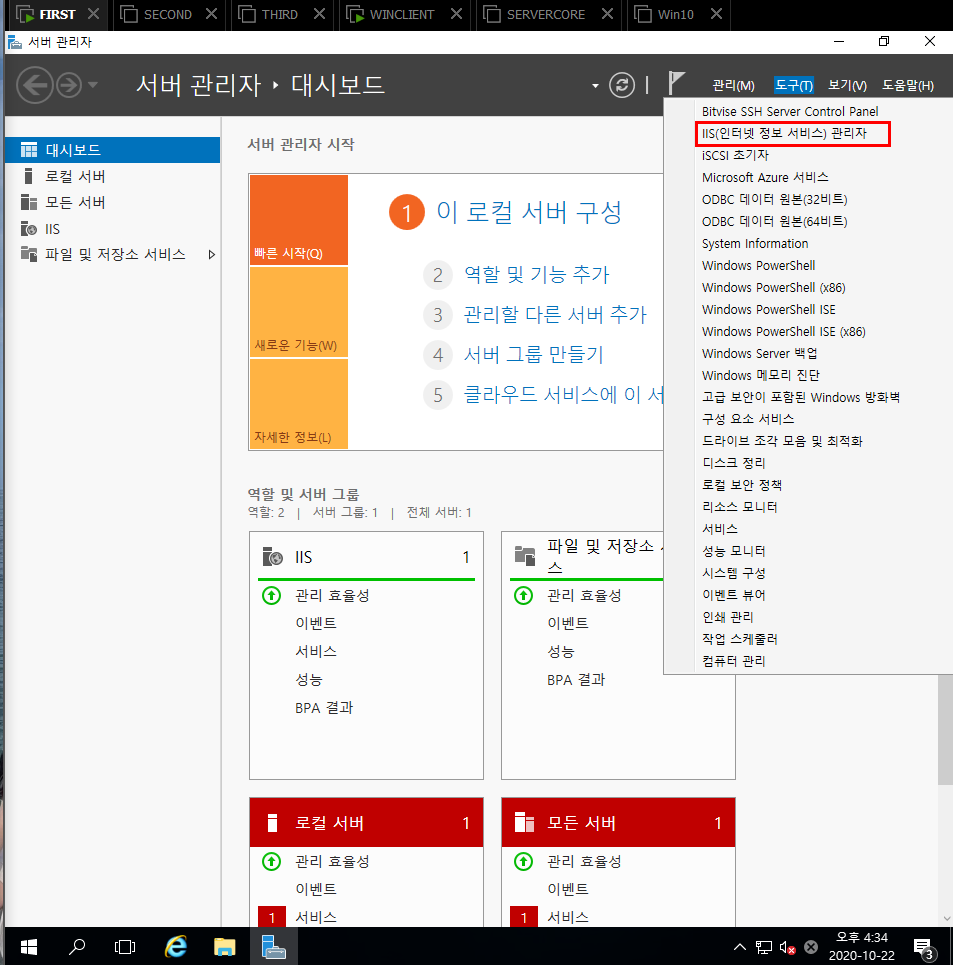 FIRST
SECOND
THIRD
WINCLIENT
SERVERCORE
Win10
서버 관리자
서버 관리자 ‣ 대시보드
관리(M)
도구(T)
보기(V)
도움말(H)
Bitvise SSH Server Control Panel
IIS(인터넷 정보 서비스) 관리자
iSCSI 초기자
Microsoft Azure 서비스
ODBC 데이터 원본(32비트)
ODBC 데이터 원본(64비트)
System Information
Windows PowerShell
Windows PowerShell (x86)
Windows PowerShell ISE
Windows PowerShell ISE (x86)
Windows Server 백업
Windows 메모리 진단
고급 보안이 포함된 Windows 방화벽
구성 요소 서비스
드라이브 조각 모음 및 최적화
디스크 정리
로컬 보안 정책
리소스 모니터
서비스
성능 모니터
시스템 구성
이벤트 뷰어
인쇄 관리
작업 스케줄러
컴퓨터 관리
대시보드
로컬 서버
모든 서버
IIS
파일 및 저장소 서비스
서버 관리자 시작
빠른 시작(Q)
새로운 기능(W)
자세한 정보(L)
1 이 로컬 서버 구성
2 역할 및 기능 추가
3 관리할 다른 서버 추가
4 서버 그룹 만들기
5 클라우드 서비스에 이 서
역할 및 서버 그룹
역할: 2 | 서버 그룹: 1 | 전체 서버: 1
IIS 1
관리 효율성
이벤트
서비스
성능
BPA 결과
파일 및 저장소 서
스
관리 효율성
이벤트
성능
BPA 결과
로컬 서버 1
관리 효율성
이벤트
1 서비스
모든 서버 1
관리 효율성
이벤트
1 서비스
오후 4:34
2020-10-22
3